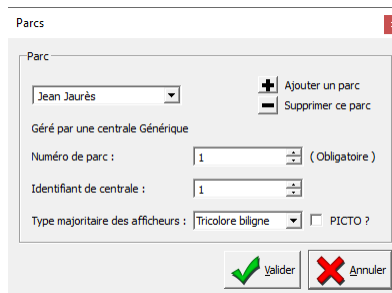 Parcs
Parc
Jean Jaurès
Ajouter un parc
Supprimer ce parc
Géré par une centrale Générique
Numéro de parc : 1 ( Obligatoire )
Identifiant de centrale : 1
Type majoritaire des afficheurs : Tricolore biligne PICTO ?
Valider Annuler